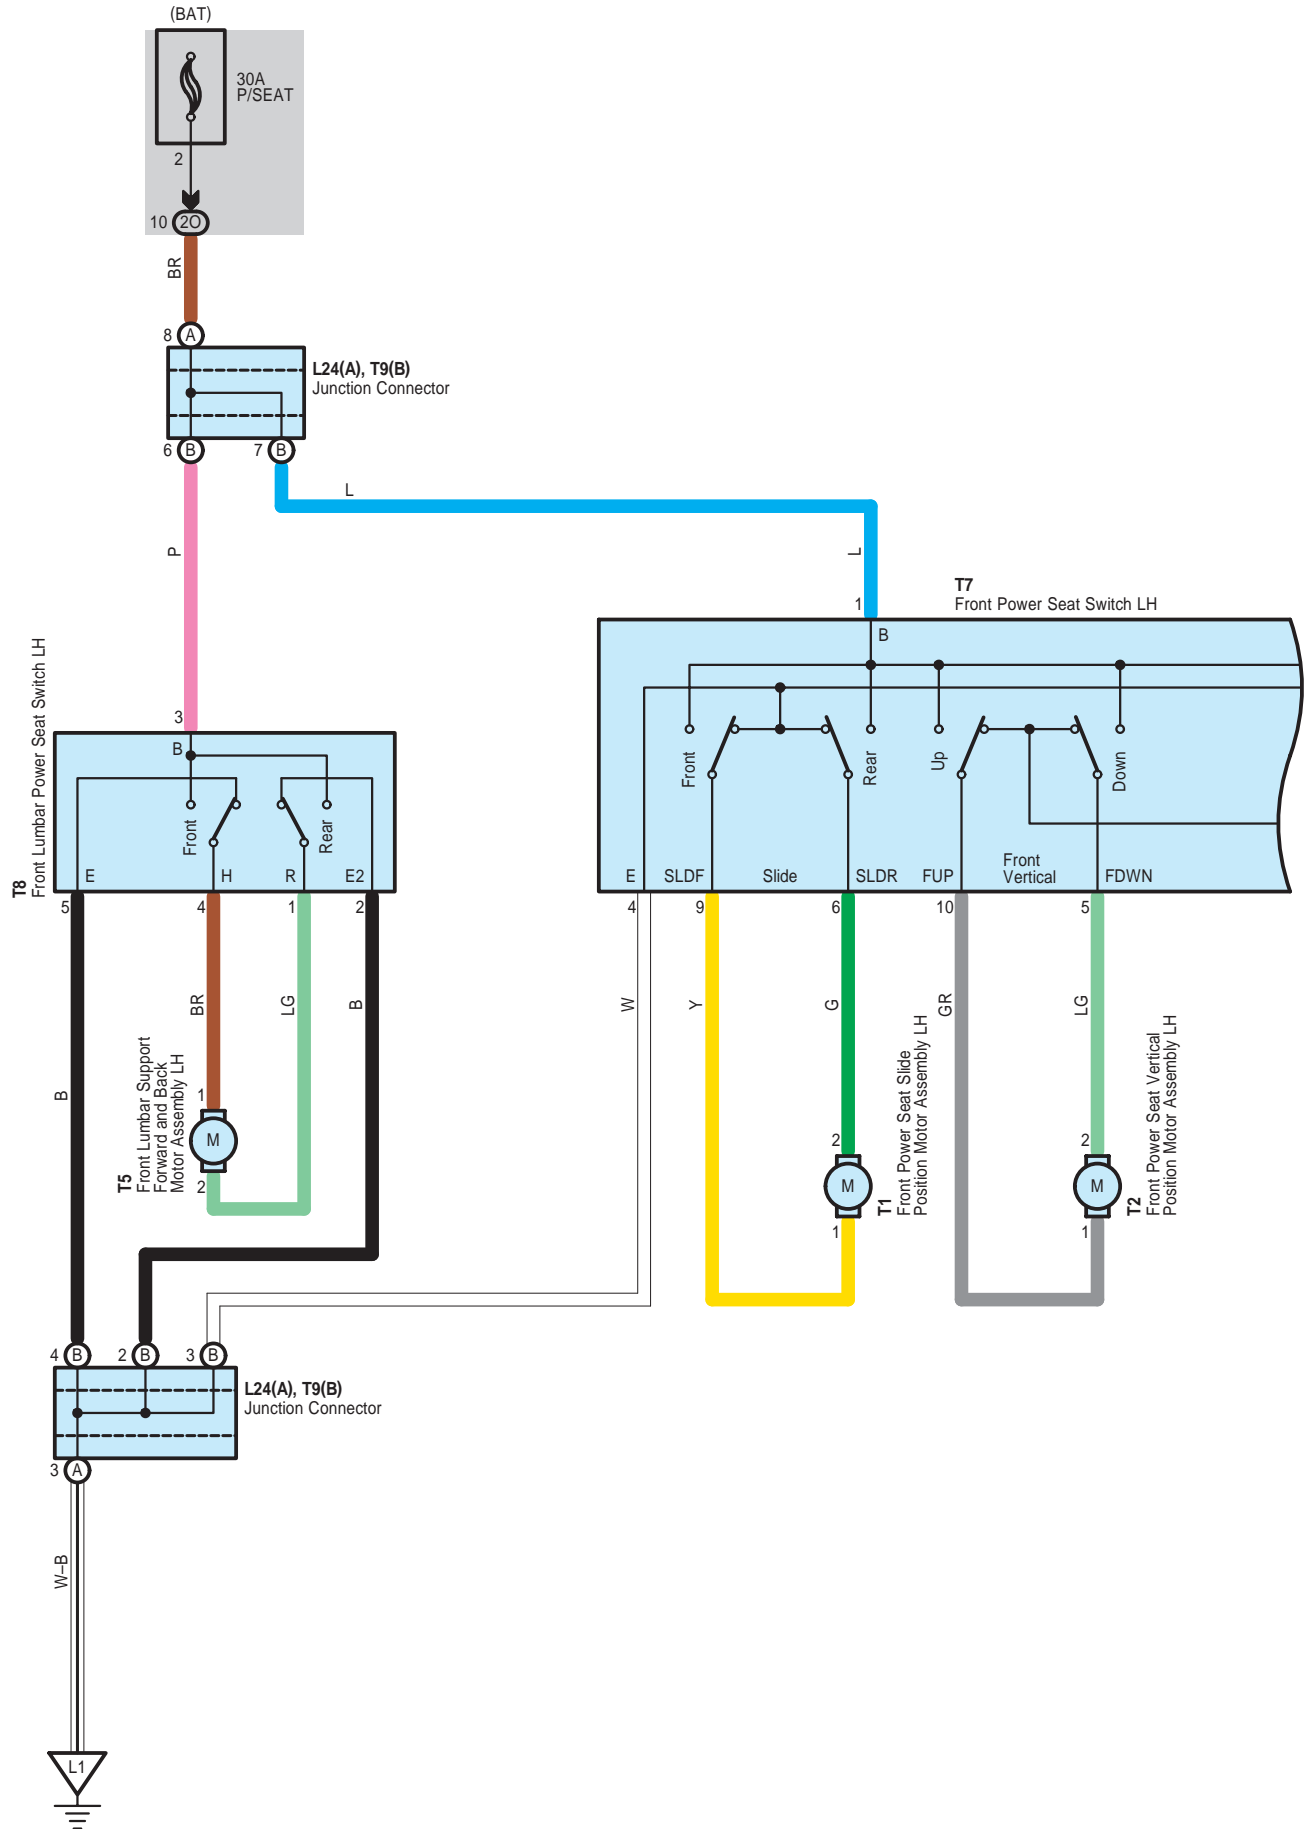 (BAT)
30A
P/SEAT
2
10 2O
BR
8 A
L24(A), T9(B)
Junction Connector
6 B
7 B
L
P
L
T7
Front Power Seat Switch LH
1
B
T8
Front Lumbar Power Seat Switch LH
3
B
Front
Rear
Up
Down
Front
Rear
E
H
R
E2
E
SLDF
Slide
SLDR
FUP
Front
Vertical
FDWN
5
4
1
2
4
9
6
10
5
B
BR
LG
B
W
Y
G
GR
LG
T5
Front Lumbar Support
Forward and Back
Motor Assembly LH
1
M
2
2
M
1
T1
Front Power Seat Slide
Position Motor Assembly LH
2
M
1
T2
Front Power Seat Vertical
Position Motor Assembly LH
4 B
2 B
3 B
L24(A), T9(B)
Junction Connector
3 A
W–B
L1